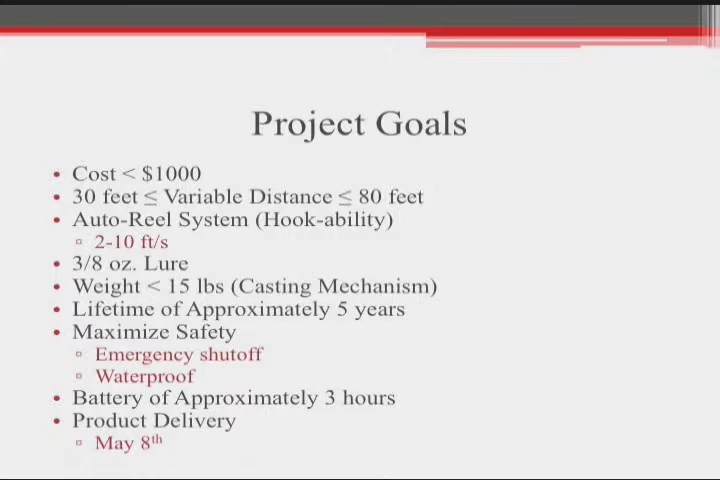 Project Goals
• Cost < $1000
• 30 feet ≤ Variable Distance ≤ 80 feet
• Auto-Reel System (Hook-ability)
▫ 2-10 ft/s
• 3/8 oz. Lure
• Weight < 15 lbs (Casting Mechanism)
• Lifetime of Approximately 5 years
• Maximize Safety
▫ Emergency shutoff
▫ Waterproof
• Battery of Approximately 3 hours
• Product Delivery
▫ May 8th